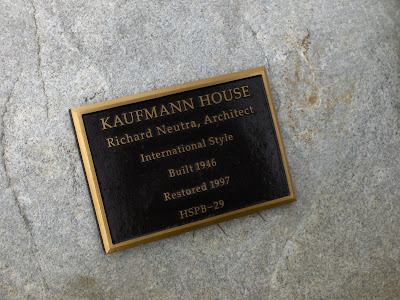 KAUFMANN HOUSE
Richard Neutra, Architect
International Style
Built 1946
Restored 1997
HSPB-29